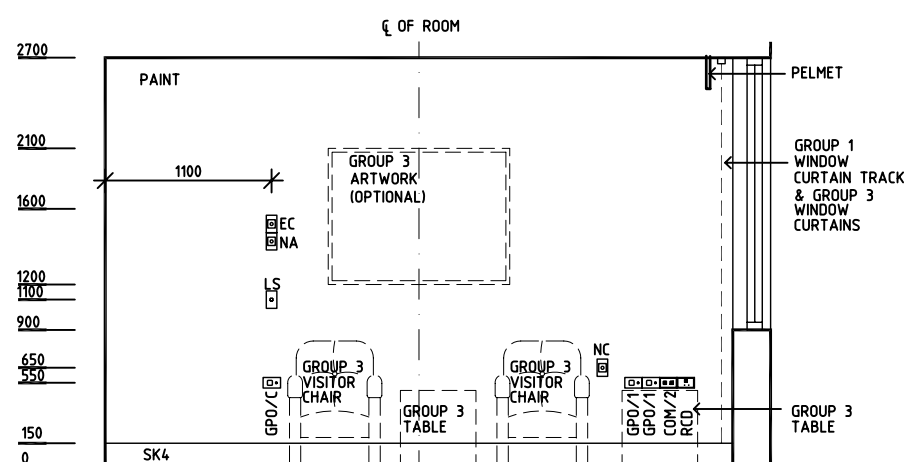 ℄ OF ROOM
2700
PAINT
PELMET
2100
GROUP 3
ARTWORK
(OPTIONAL)
GROUP 1
WINDOW
CURTAIN TRACK
& GROUP 3
WINDOW
CURTAINS
1100
1600
EC
NA
1200
LS
1100
900
NC
650
GROUP 3
VISITOR
CHAIR
GROUP 3
VISITOR
CHAIR
550
GPO/C
GROUP 3
TABLE
GPO/1
GPO/1
COM/2
RCD
GROUP 3
TABLE
150
SK4
0